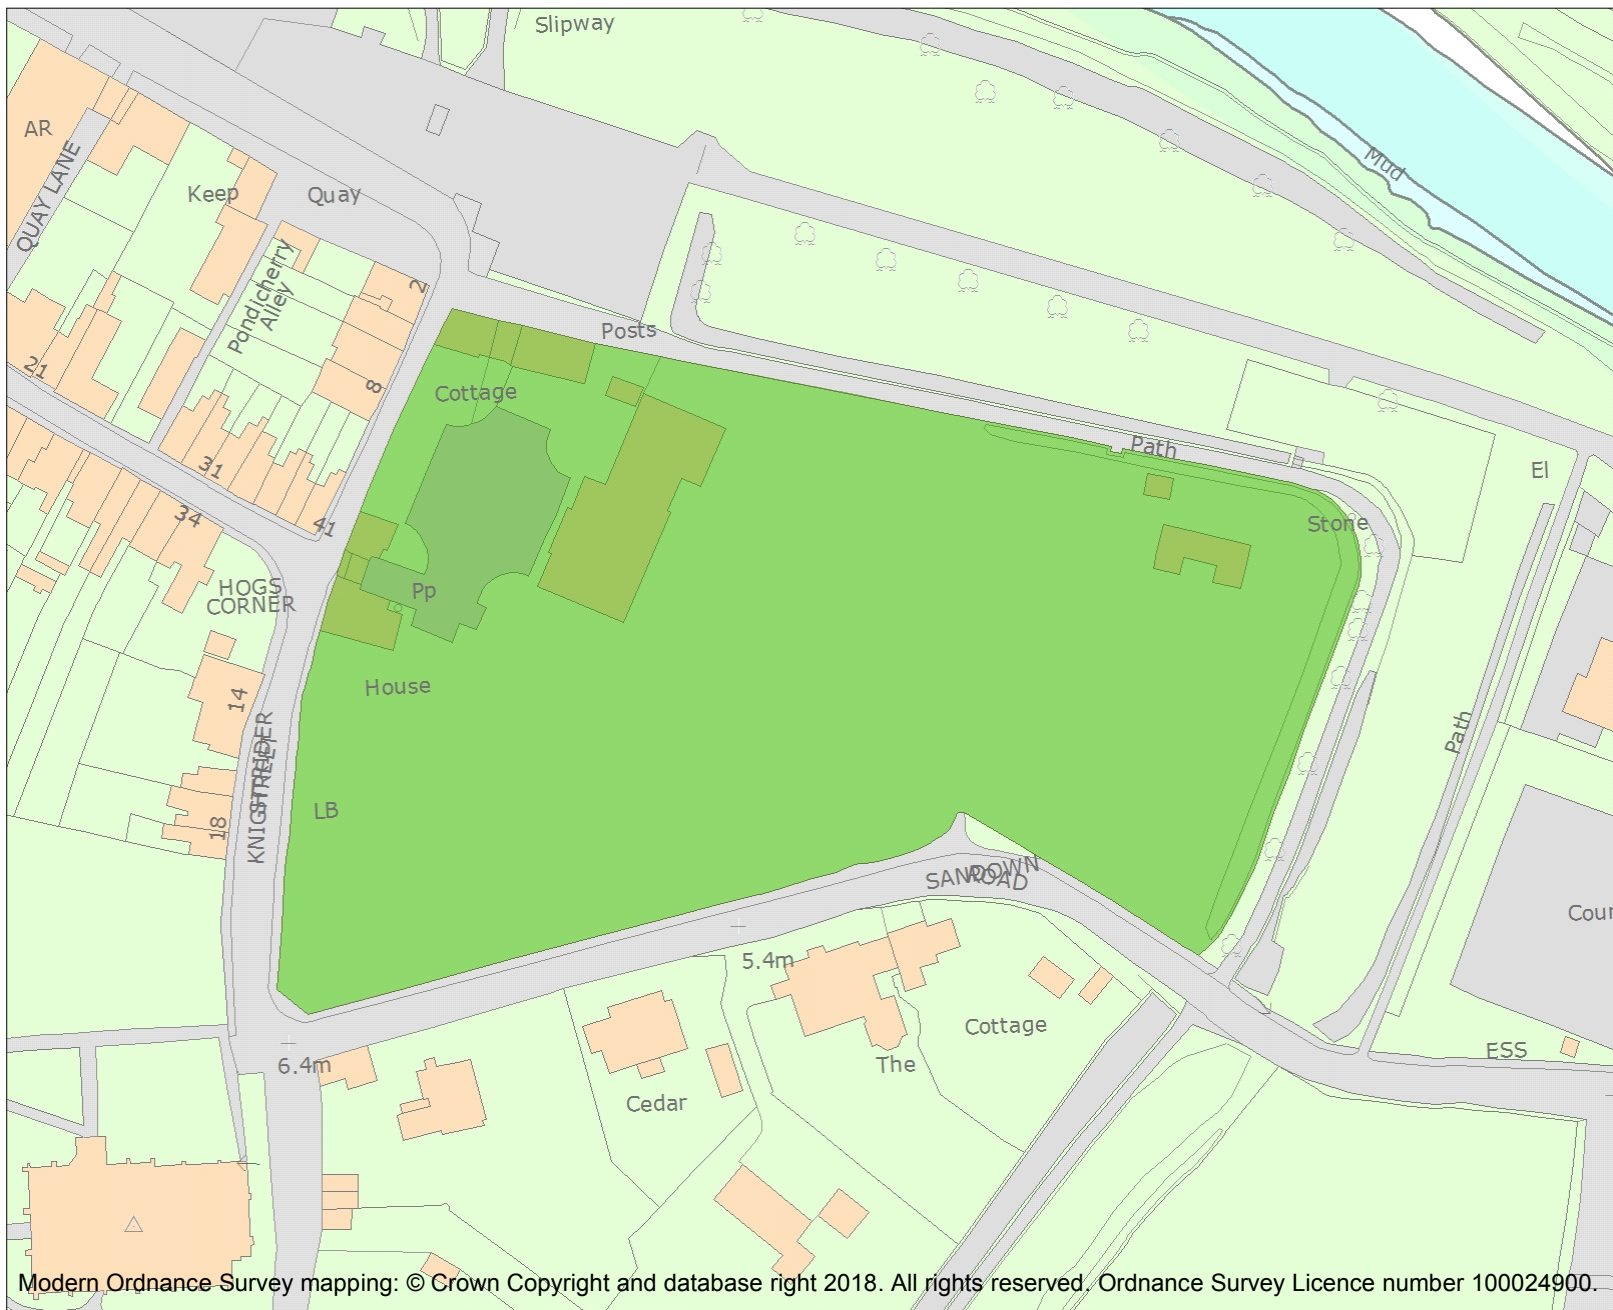 Slipway
AR
QUAY LANE
Keep
Quay
Mud
Pondicherry
Alley
2
Posts
21
8
Cottage
Path
El
31
34
41
Stone
HOGS
CORNER
Pp
House
14
KNIGHTRIDER
STREET
Path
LB
18
SANDOWN
ROAD
Cour
5.4m
Cottage
6.4m
The
ESS
Cedar
Modern Ordnance Survey mapping: © Crown Copyright and database right 2018. All rights reserved. Ordnance Survey Licence number 100024900.